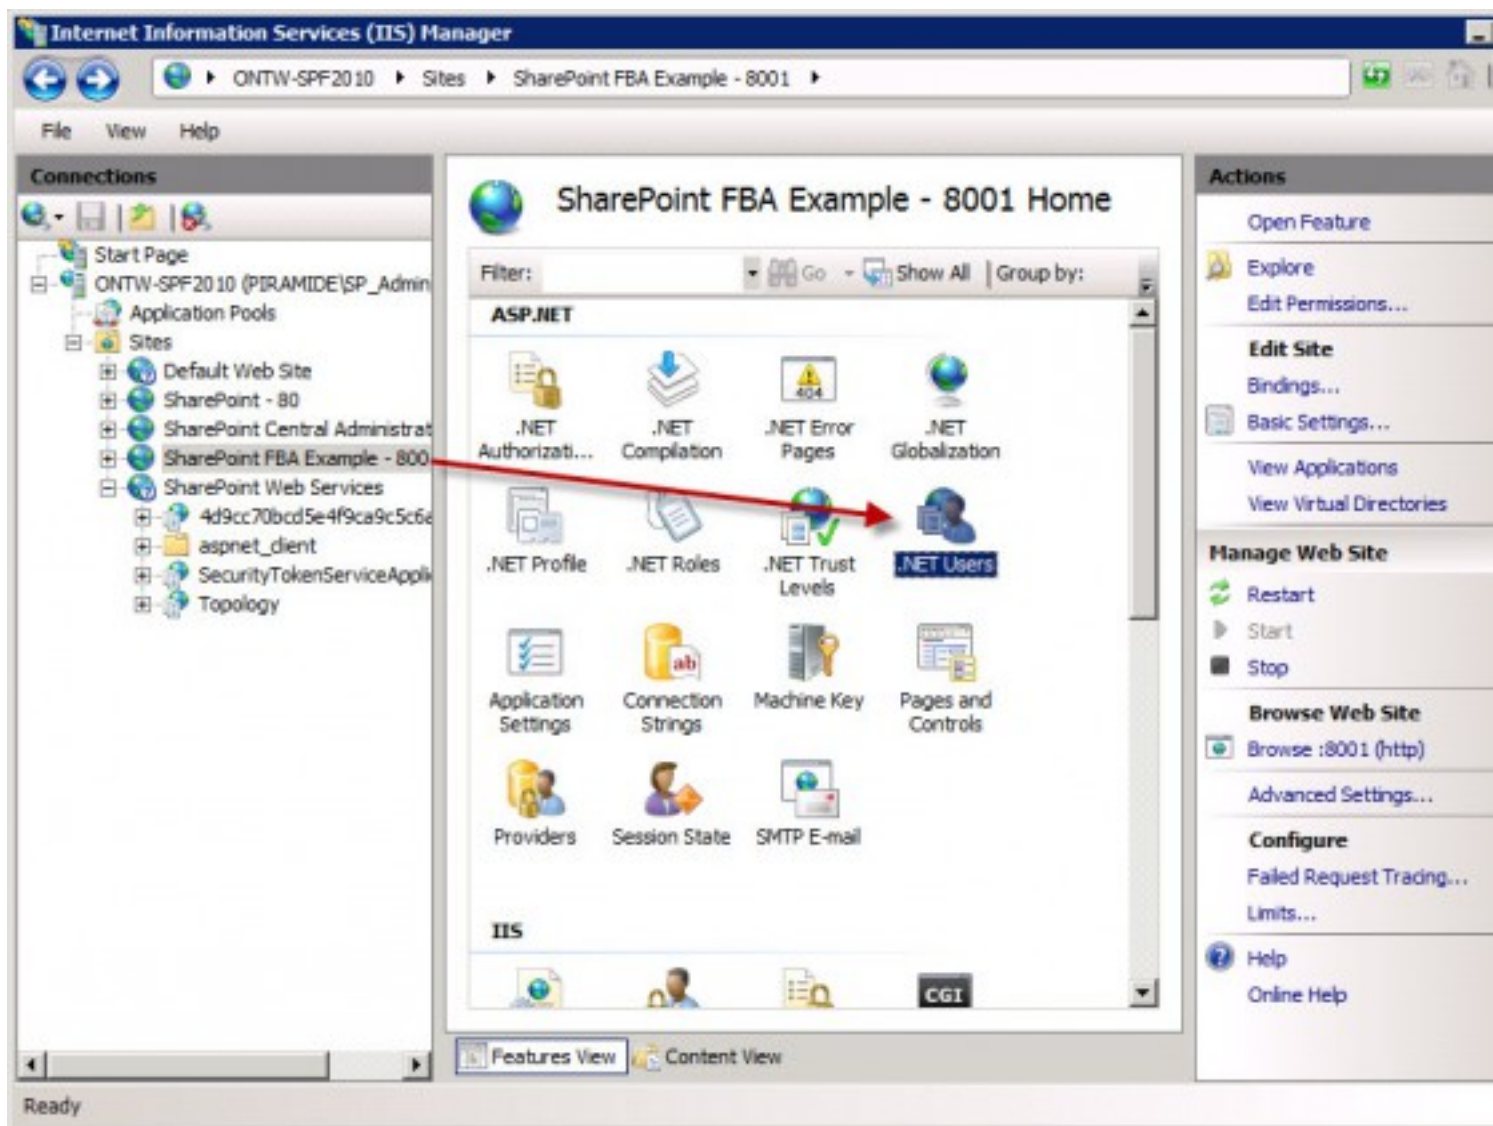 Internet Information Services (IIS) Manager
ONTW-SPF2010 Sites SharePoint FBA Example - 8001
File View Help
Connections
Start Page
ONTW-SPF2010 (PIRAMIDE\SP_Admin
Application Pools
Sites
Default Web Site
SharePoint - 80
SharePoint Central Administrat
SharePoint FBA Example - 800
SharePoint Web Services
4d9cc70bcd5e4f9ca9c5c6a
aspnet_client
SecurityTokenServiceAppli
Topology
SharePoint FBA Example - 8001 Home
Filter: Go Show All Group by:
ASP.NET
.NET Authorizati...
.NET Compilation
.NET Error Pages
.NET Globalization
.NET Profile
.NET Roles
.NET Trust Levels
.NET Users
Application Settings
Connection Strings
Machine Key
Pages and Controls
Providers
Session State
SMTP E-mail
IIS
CGI
Features View Content View
Actions
Open Feature
Explore
Edit Permissions...
Edit Site
Bindings...
Basic Settings...
View Applications
View Virtual Directories
Manage Web Site
Restart
Start
Stop
Browse Web Site
Browse :8001 (http)
Advanced Settings...
Configure
Failed Request Tracing...
Limits...
Help
Online Help
Ready